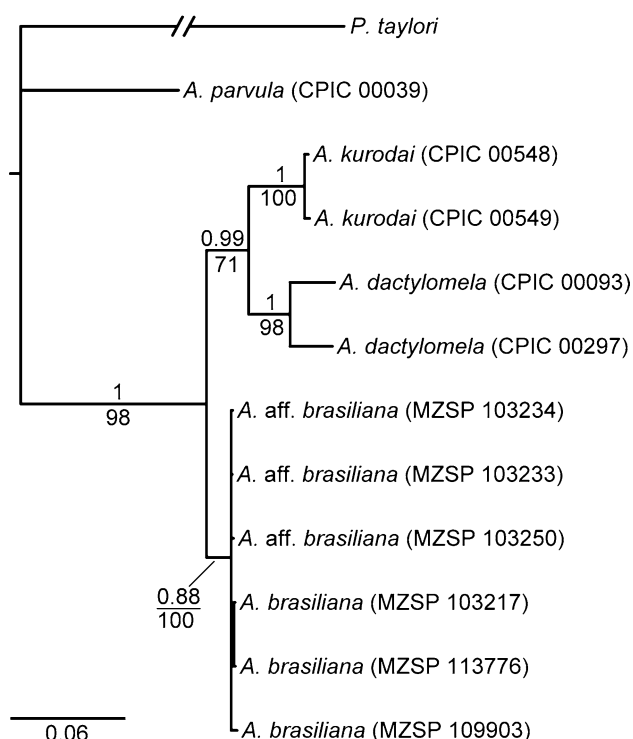 P. taylori
A. parvula (CPIC 00039)
A. kurodai (CPIC 00548)
1
100
A. kurodai (CPIC 00549)
0.99
71
A. dactylomela (CPIC 00093)
1
98
A. dactylomela (CPIC 00297)
1
98
A. aff. brasiliana (MZSP 103234)
A. aff. brasiliana (MZSP 103233)
A. aff. brasiliana (MZSP 103250)
0.88
100
A. brasiliana (MZSP 103217)
A. brasiliana (MZSP 113776)
A. brasiliana (MZSP 109903)
0.06